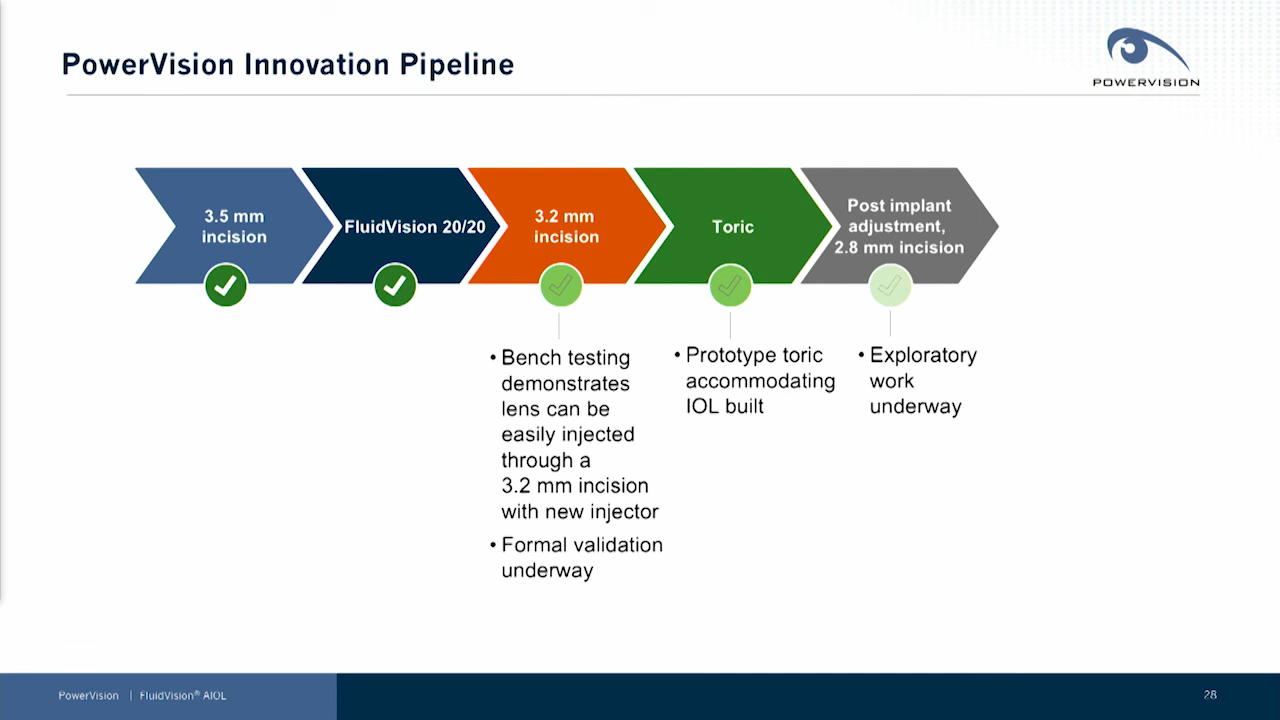 PowerVision Innovation Pipeline
POWERVISION
3.5 mm
incision
FluidVision 20/20
3.2 mm
incision
Toric
Post implant
adjustment,
2.8 mm incision
• Bench testing
demonstrates
lens can be
easily injected
through a
3.2 mm incision
with new injector
• Formal validation
underway
• Prototype toric
accommodating
IOL built
• Exploratory
work
underway
PowerVision | FluidVision® AIOL
28